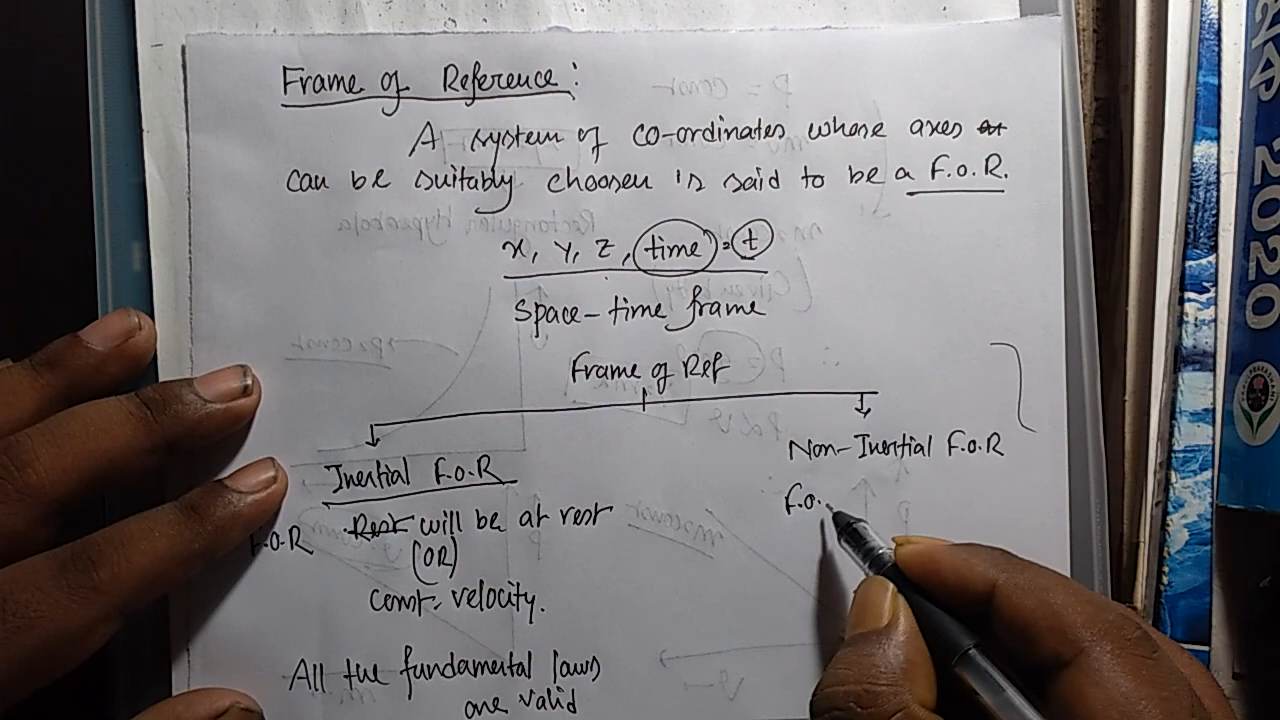 Frame of Reference:
A system of co-ordinates whose axes
can be suitably choosen is said to be a F.O.R.
x, y, z, time = t
Space-time frame
Frame of Ref
Inertial F.O.R
Non-Inertial F.O.R
F.O.R Rest will be at rest
(OR)
const. velocity.
F.O.
All the fundamental laws
are valid
2020